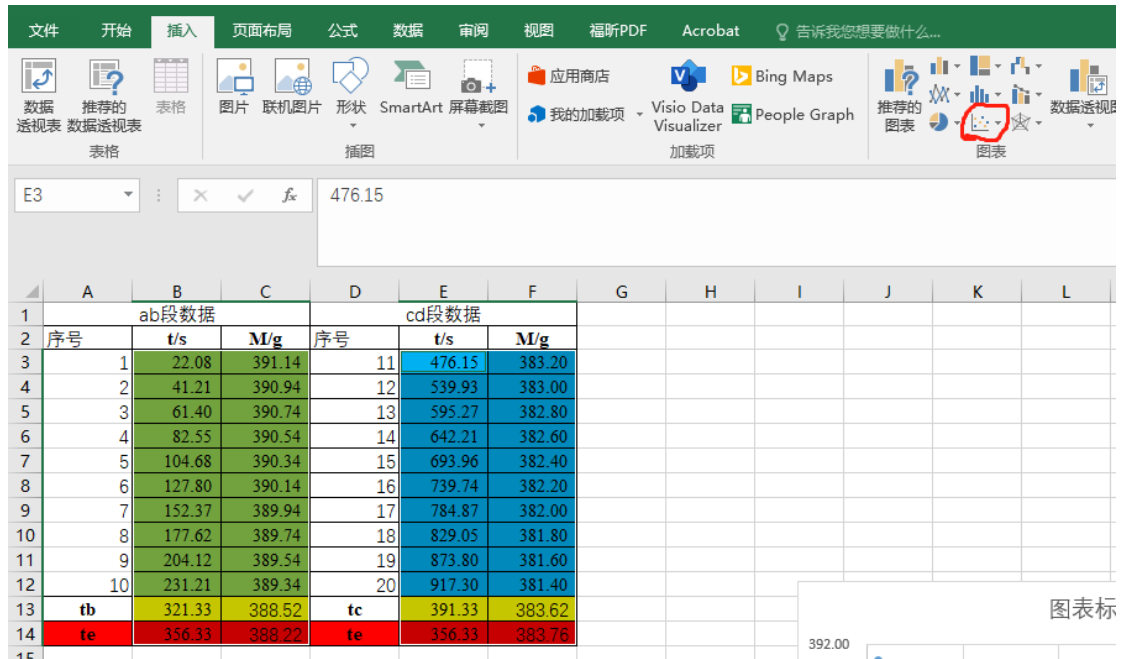 文件 开始 插入 页面布局 公式 数据 审阅 视图 福昕PDF Acrobat 告诉我您想要做什么...
数据
透视表
推荐的
数据透视表
表格
图片 联机图片 形状 SmartArt 屏幕截图
应用商店
我的加载项
Visio Data
Visualizer
Bing Maps
People Graph
推荐的
图表
数据透视图
表格 插图 加载项 图表
E3 fx 476.15
A B C D E F G H I J K L
1 ab段数据 cd段数据
2 序号 t/s M/g 序号 t/s M/g
3 1 22.08 391.14 11 476.15 383.20
4 2 41.21 390.94 12 539.93 383.00
5 3 61.40 390.74 13 595.27 382.80
6 4 82.55 390.54 14 642.21 382.60
7 5 104.68 390.34 15 693.96 382.40
8 6 127.80 390.14 16 739.74 382.20
9 7 152.37 389.94 17 784.87 382.00
10 8 177.62 389.74 18 829.05 381.80
11 9 204.12 389.54 19 873.80 381.60
12 10 231.21 389.34 20 917.30 381.40
13 tb 321.33 388.52 tc 391.33 383.62
14 te 356.33 388.22 te 356.33 383.76
15
图表标
392.00